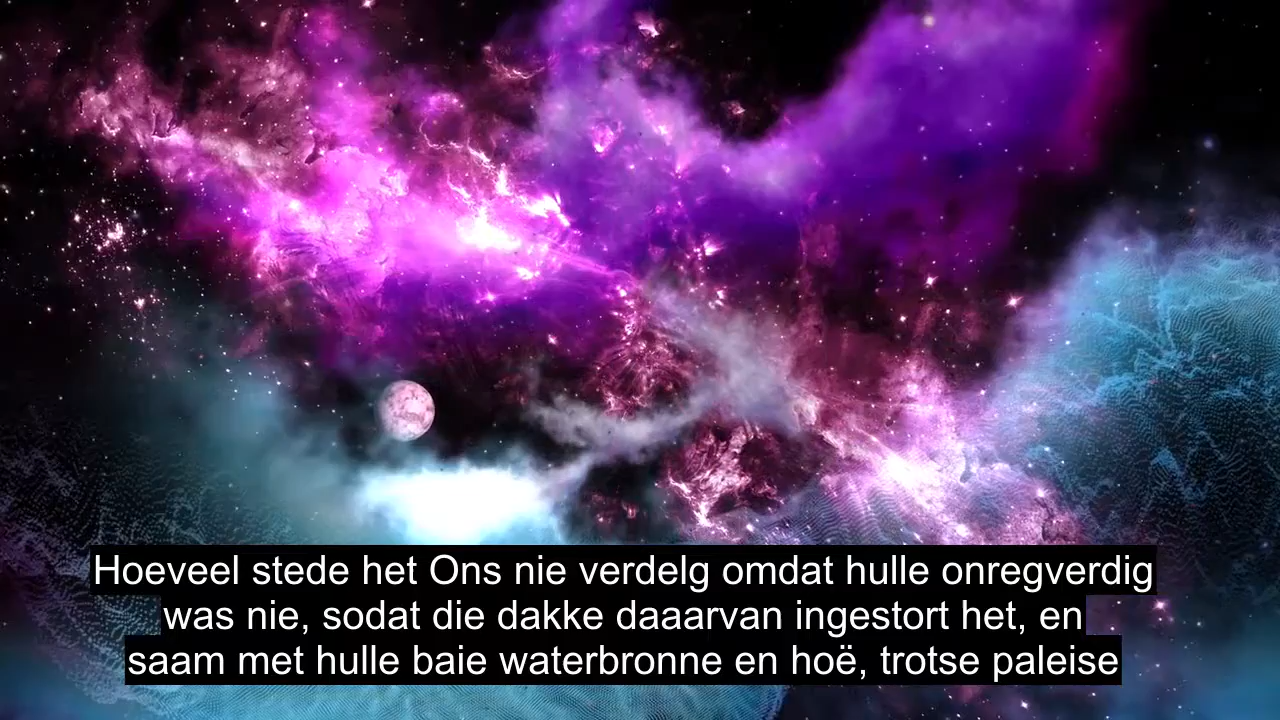 Hoeveel stede het Ons nie verdelg omdat hulle onregverdig
was nie, sodat die dakke daaarvan ingestort het, en
saam met hulle baie waterbronne en hoë, trotse paleise